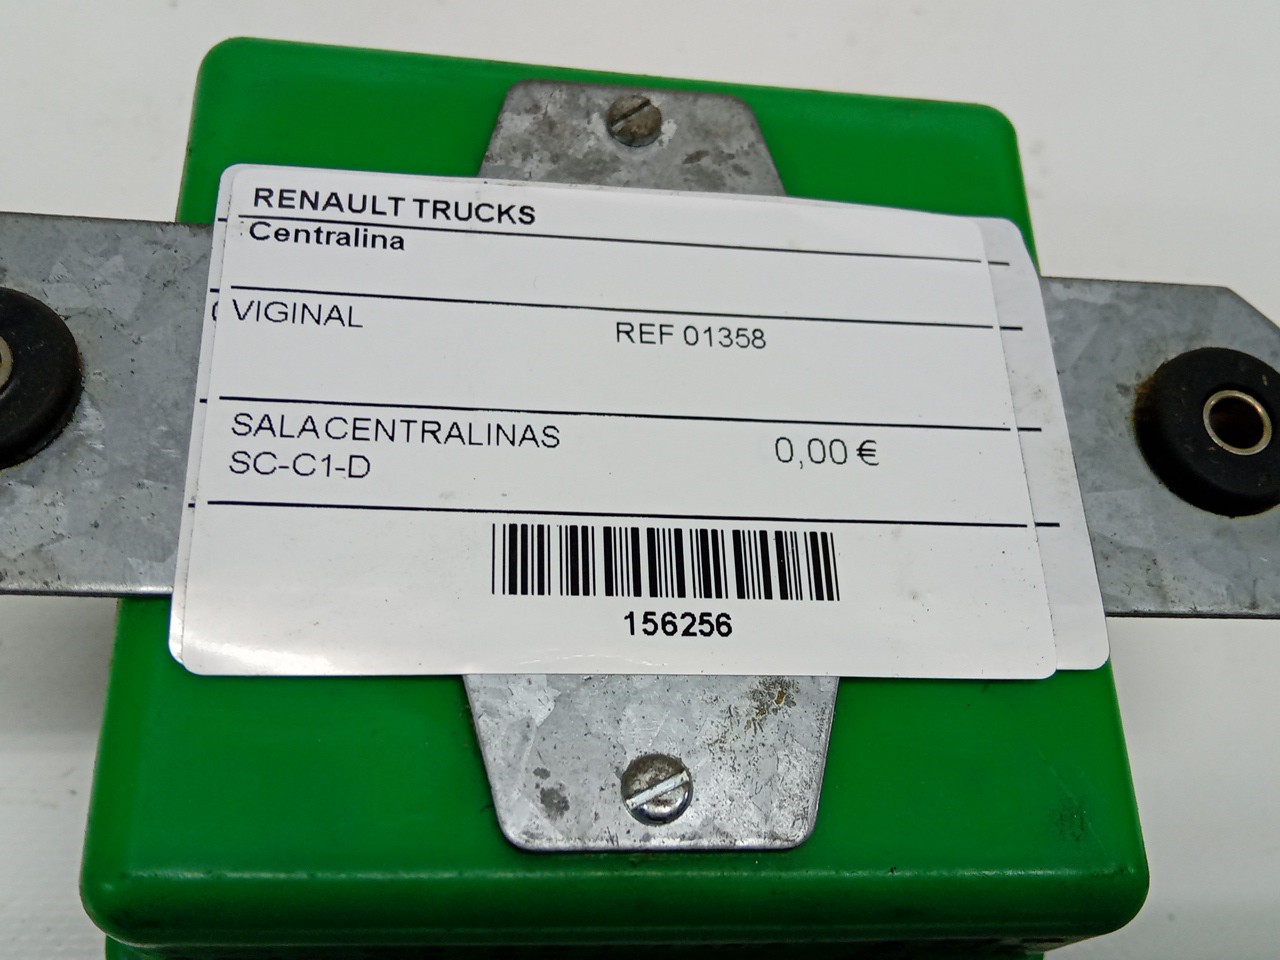 RENAULT TRUCKS
Centralina
VIGINAL
REF 01358
SALACENTRALINAS
0,00 €
SC-C1-D
156256